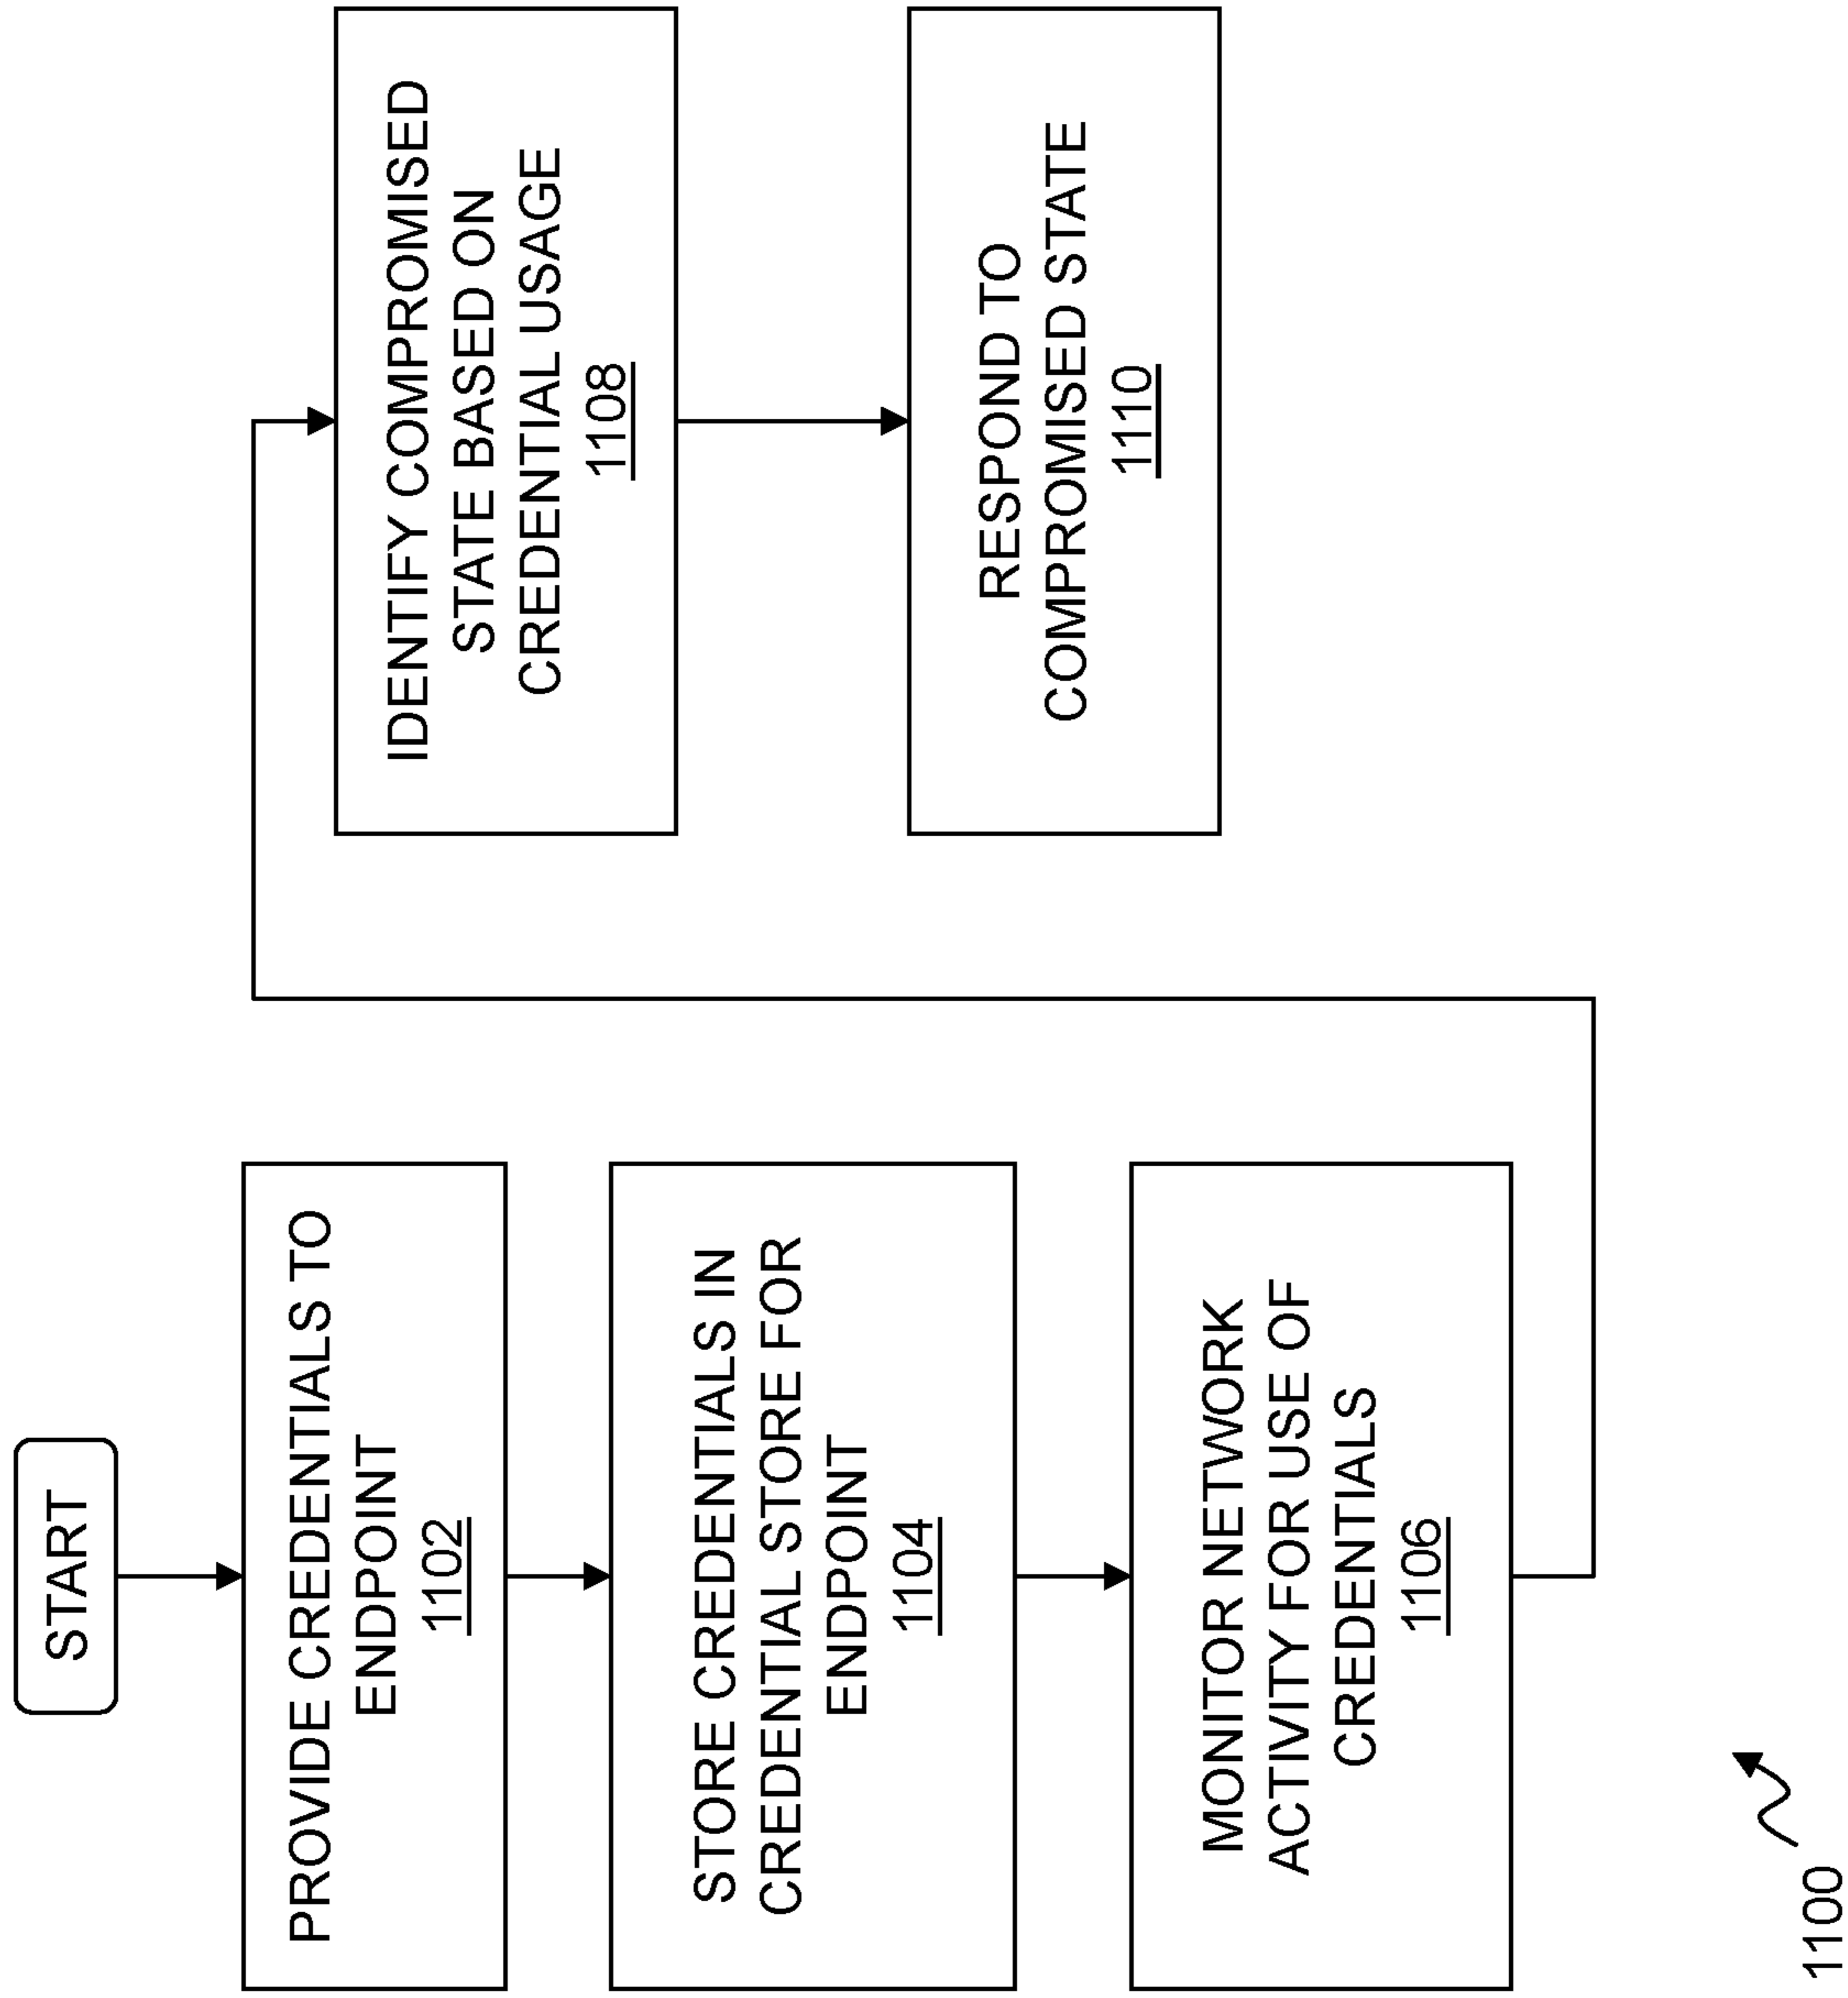 START
PROVIDE CREDENTIALS TO
ENDPOINT
1102
STORE CREDENTIALS IN
CREDENTIAL STORE FOR
ENDPOINT
1104
MONITOR NETWORK
ACTIVITY FOR USE OF
CREDENTIALS
1106
IDENTIFY COMPROMISED
STATE BASED ON
CREDENTIAL USAGE
1108
RESPOND TO
COMPROMISED STATE
1110
1100